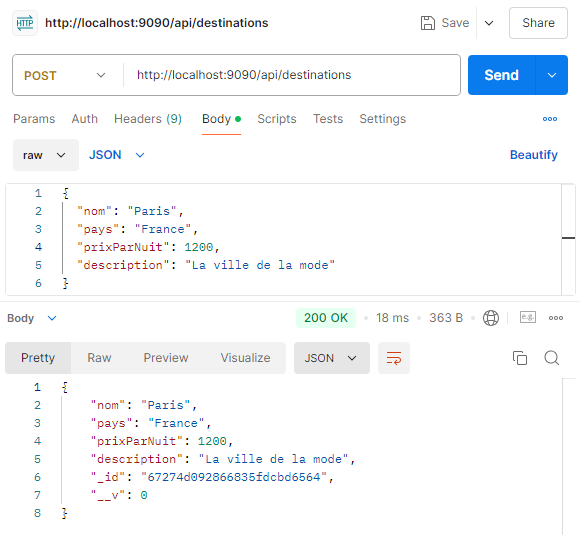 HTTP http://localhost:9090/api/destinations Save Share
POST http://localhost:9090/api/destinations Send
Params Auth Headers (9) Body Scripts Tests Settings
raw JSON Beautify
1 {
2 "nom": "Paris",
3 "pays": "France",
4 "prixParNuit": 1200,
5 "description": "La ville de la mode"
6 }
Body 200 OK • 18 ms • 363 B e.g.
Pretty Raw Preview Visualize JSON
1 {
2 "nom": "Paris",
3 "pays": "France",
4 "prixParNuit": 1200,
5 "description": "La ville de la mode",
6 "_id": "67274d092866835fdcbd6564",
7 "__v": 0
8 }